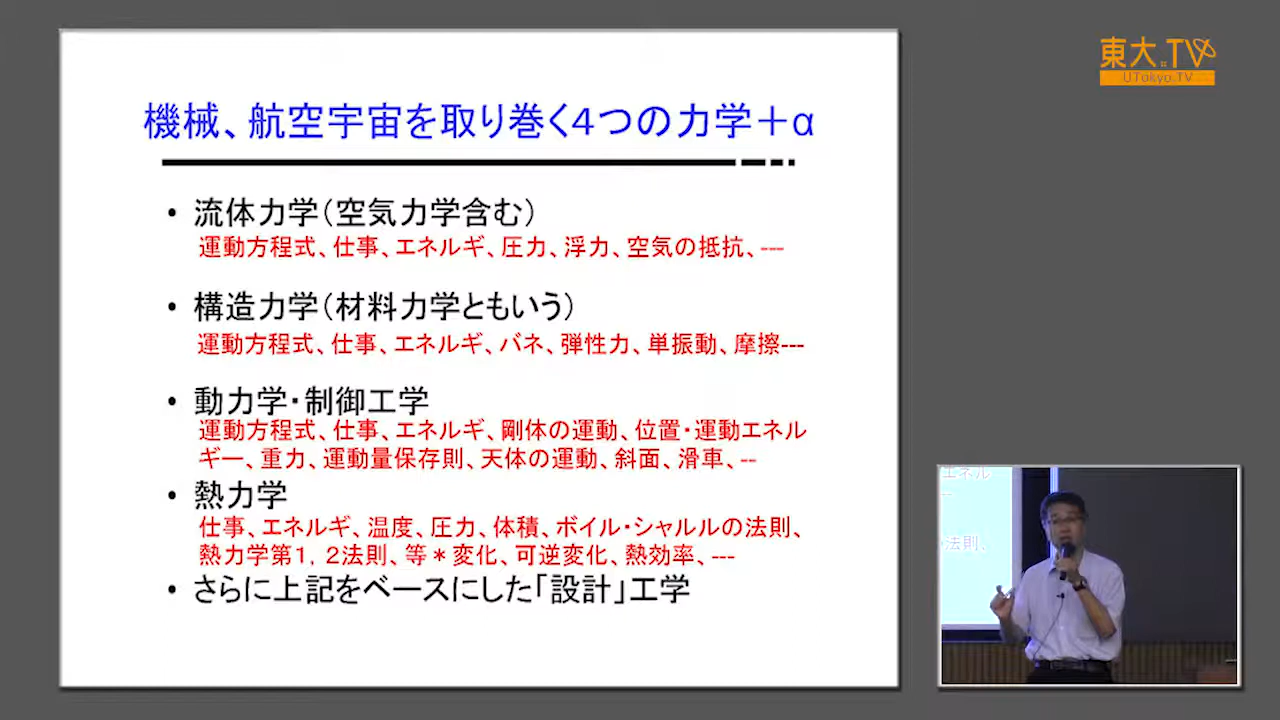 東大.TV
UTokyo.TV
機械、航空宇宙を取り巻く4つの力学＋α
• 流体力学（空気力学含む）
運動方程式、仕事、エネルギ、圧力、浮力、空気の抵抗、---
• 構造力学（材料力学ともいう）
運動方程式、仕事、エネルギ、バネ、弾性力、単振動、摩擦---
• 動力学・制御工学
運動方程式、仕事、エネルギ、剛体の運動、位置・運動エネル
ギー、重力、運動量保存則、天体の運動、斜面、滑車、--
• 熱力学
仕事、エネルギ、温度、圧力、体積、ボイル・シャルルの法則、
熱力学第１，２法則、等＊変化、可逆変化、熱効率、---
• さらに上記をベースにした「設計」工学
エネル
--
法則、